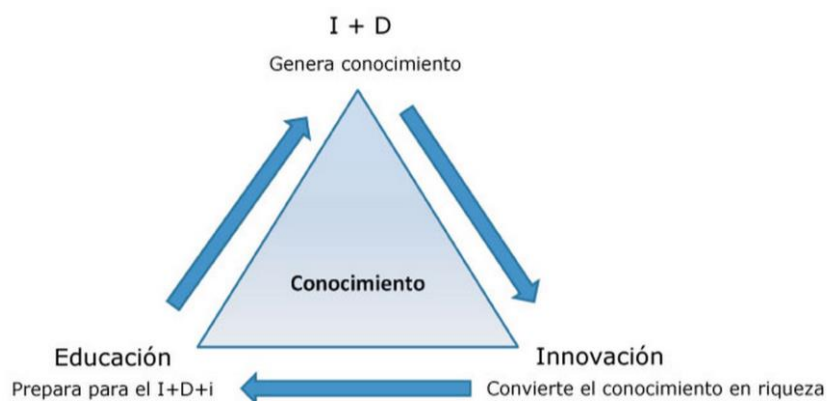 I + D
Genera conocimiento
Conocimiento
Educación
Prepara para el I+D+i
Innovación
Convierte el conocimiento en riqueza